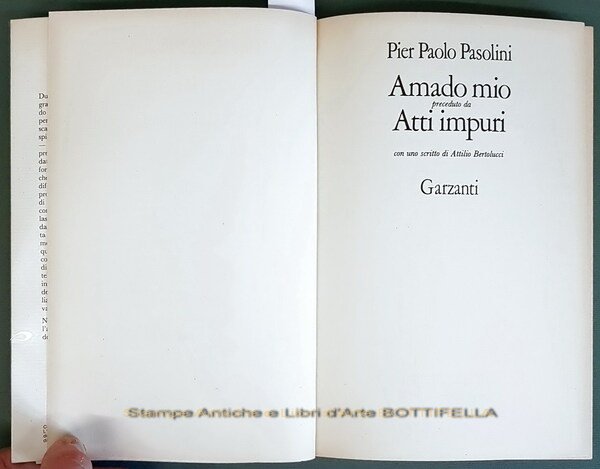 Pier Paolo Pasolini
Amado mio
preceduto da
Atti impuri
con uno scritto di Attilio Bertolucci
Garzanti
Stampe Antiche e Libri d'Arte BOTTIFELLA